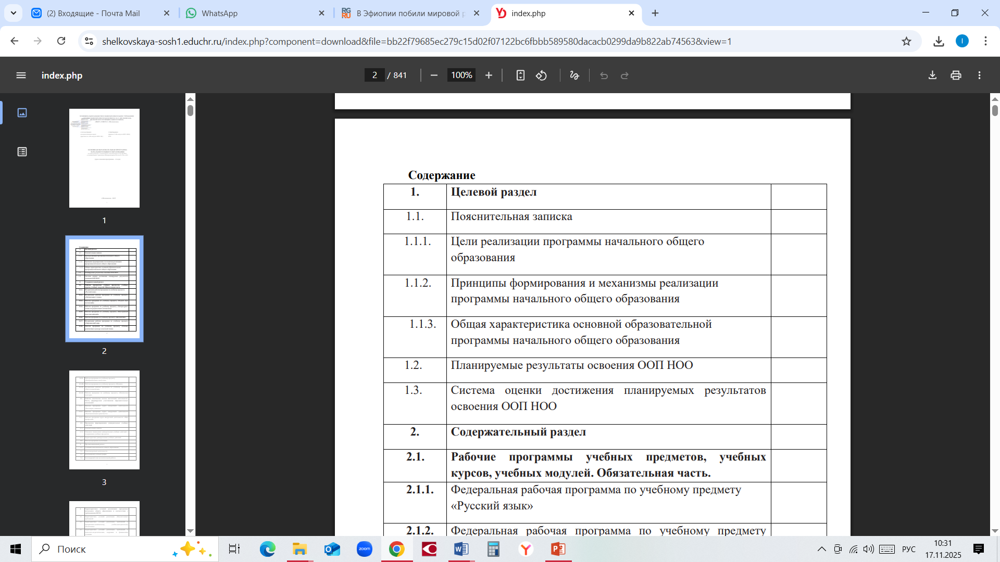 (2) Входящие - Почта Mail
WhatsApp
В Эфиопии побили мировой р
index.php
shelkovskaya-sosh1.educhr.ru/index.php?component=download&file=bb22f79685ec279c15d02f07122bc6fbbb589580dacacb0299da9b822ab74563&view=1
I
index.php
2 / 841
100%
1
2
3
Содержание
1. Целевой раздел
1.1. Пояснительная записка
1.1.1. Цели реализации программы начального общего
образования
1.1.2. Принципы формирования и механизмы реализации
программы начального общего образования
1.1.3. Общая характеристика основной образовательной
программы начального общего образования
1.2. Планируемые результаты освоения ООП НОО
1.3. Система оценки достижения планируемых результатов
освоения ООП НОО
2. Содержательный раздел
2.1. Рабочие программы учебных предметов, учебных
курсов, учебных модулей. Обязательная часть.
2.1.1. Федеральная рабочая программа по учебному предмету
«Русский язык»
2.1.2. Федеральная рабочая программа по учебному предмету
Поиск
zoom
РУС
10:31
17.11.2025